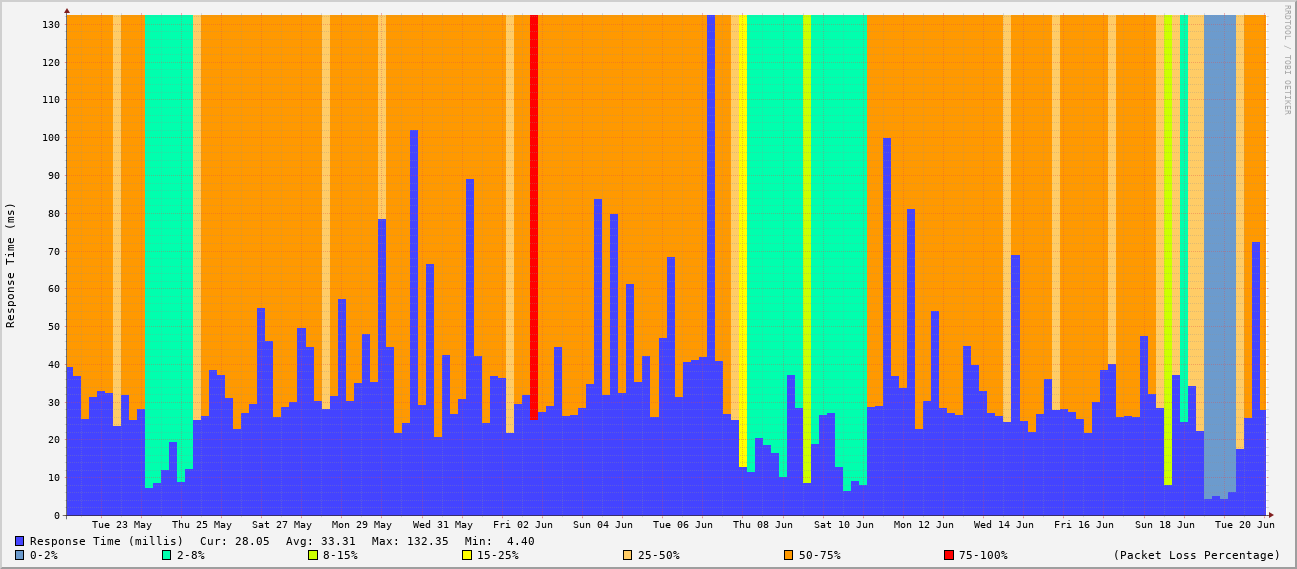 RRDTOOL / TOBI OETIKER
Response Time (ms)
130
120
110
100
90
80
70
60
50
40
30
20
10
0
Tue 23 May Thu 25 May Sat 27 May Mon 29 May Wed 31 May Fri 02 Jun Sun 04 Jun Tue 06 Jun Thu 08 Jun Sat 10 Jun Mon 12 Jun Wed 14 Jun Fri 16 Jun Sun 18 Jun Tue 20 Jun
Response Time (millis) Cur: 28.05 Avg: 33.31 Max: 132.35 Min: 4.40
0-2% 2-8% 8-15% 15-25% 25-50% 50-75% 75-100% (Packet Loss Percentage)